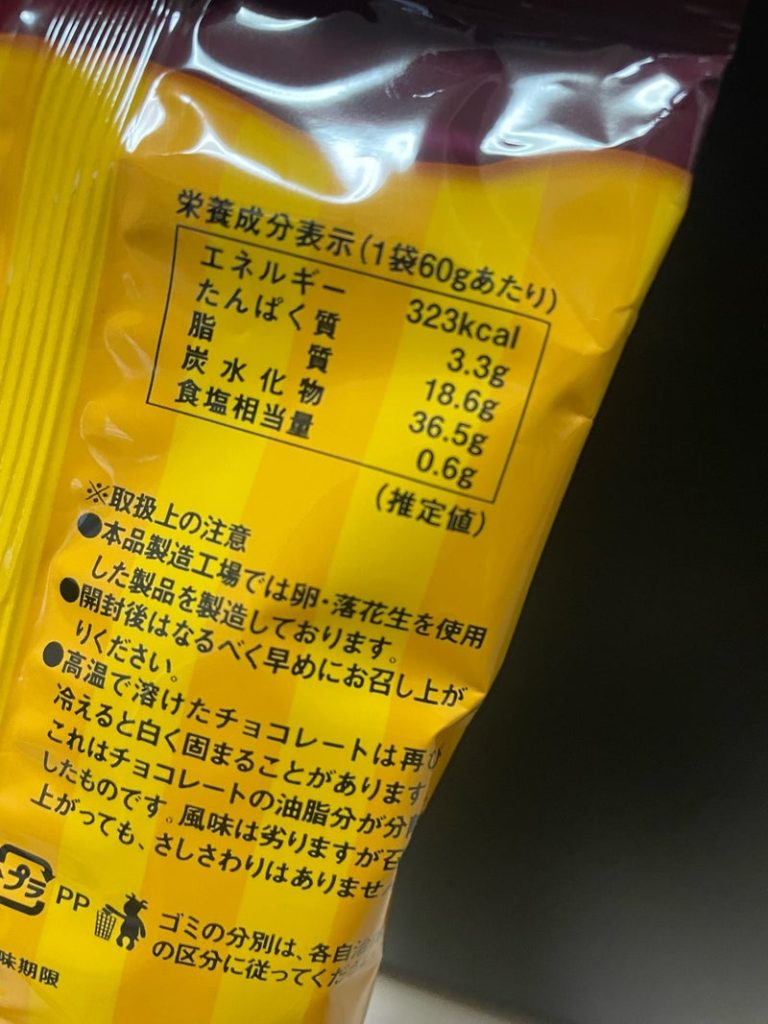 栄養成分表示(1袋60gあたり)
エネルギー 323kcal
たんぱく質 3.3g
脂質 18.6g
炭水化物 36.5g
食塩相当量 0.6g
(推定値)
※取扱上の注意
●本品製造工場では卵・落花生を使用
した製品を製造しております。
●開封後はなるべく早めにお召し上が
りください。
●高温で溶けたチョコレートは再び
冷えると白く固まることがあります
これはチョコレートの油脂分が分
したものです。風味は劣りますが召
上がっても、さしさわりはありませ
プラ PP
ゴミの分別は、各自治
の区分に従ってくだ
味期限